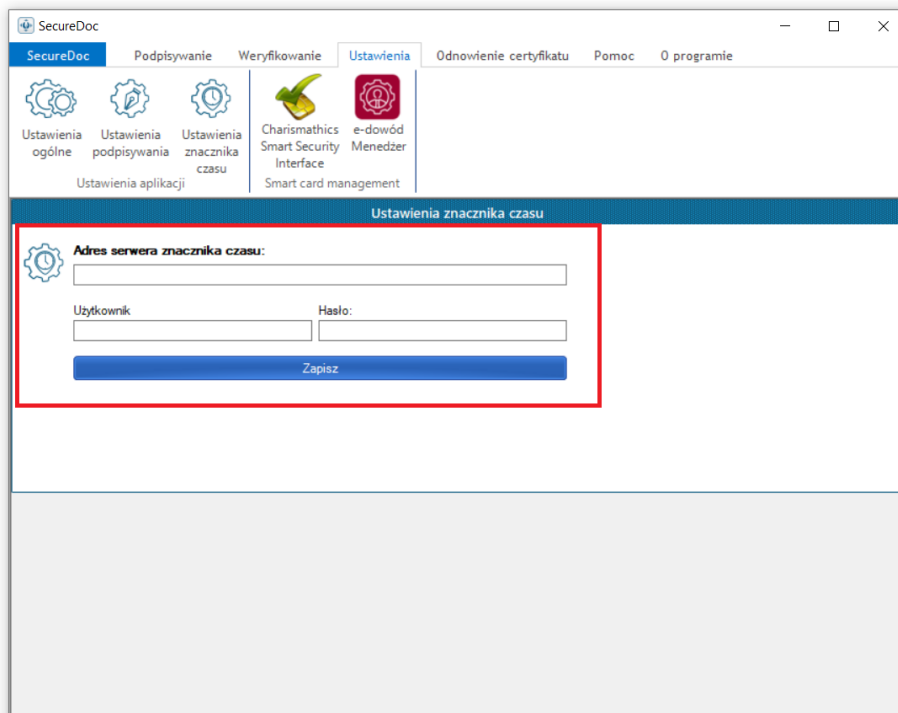 SecureDoc
SecureDoc Podpisywanie Weryfikowanie Ustawienia Odnowienie certyfikatu Pomoc O programie
Ustawienia ogólne
Ustawienia podpisywania
Ustawienia znacznika czasu
Charismathics Smart Security Interface
e-dowód Menedżer
Ustawienia aplikacji
Smart card management
Ustawienia znacznika czasu
Adres serwera znacznika czasu:
Użytkownik Hasło:
Zapisz